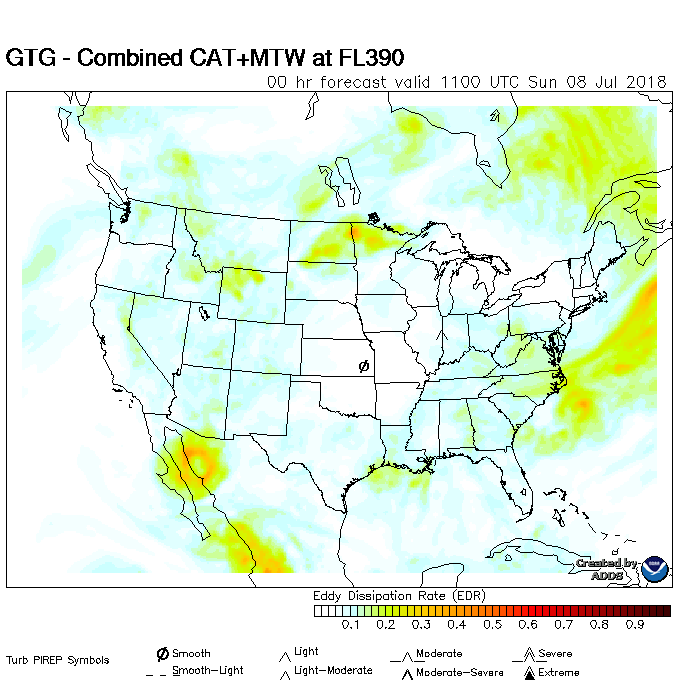 GTG - Combined CAT+MTW at FL390
00 hr forecast valid 1100 UTC Sun 08 Jul 2018
Created by
ADDS
Eddy Dissipation Rate (EDR)
0.1 0.2 0.3 0.4 0.5 0.6 0.7 0.8 0.9
Turb PIREP Symbols
Smooth Light Moderate Severe
Smooth-Light Light-Moderate Moderate-Severe Extreme